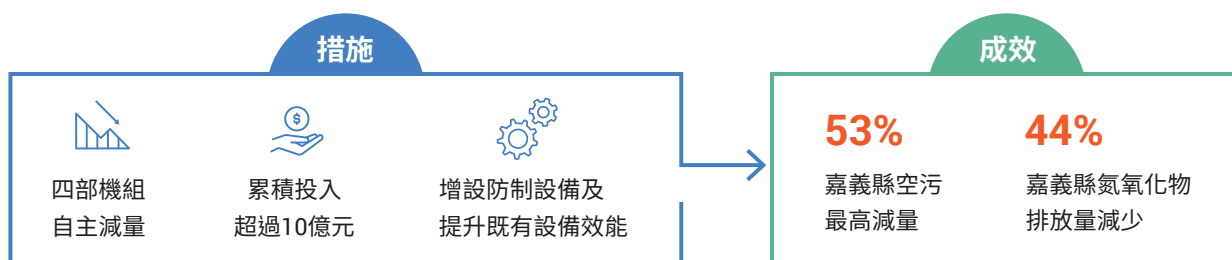 措施
四部機組
自主減量
$
累積投入
超過10億元
增設防制設備及
提升既有設備效能
成效
53%
嘉義縣空污
最高減量
44%
嘉義縣氮氧化物
排放量減少